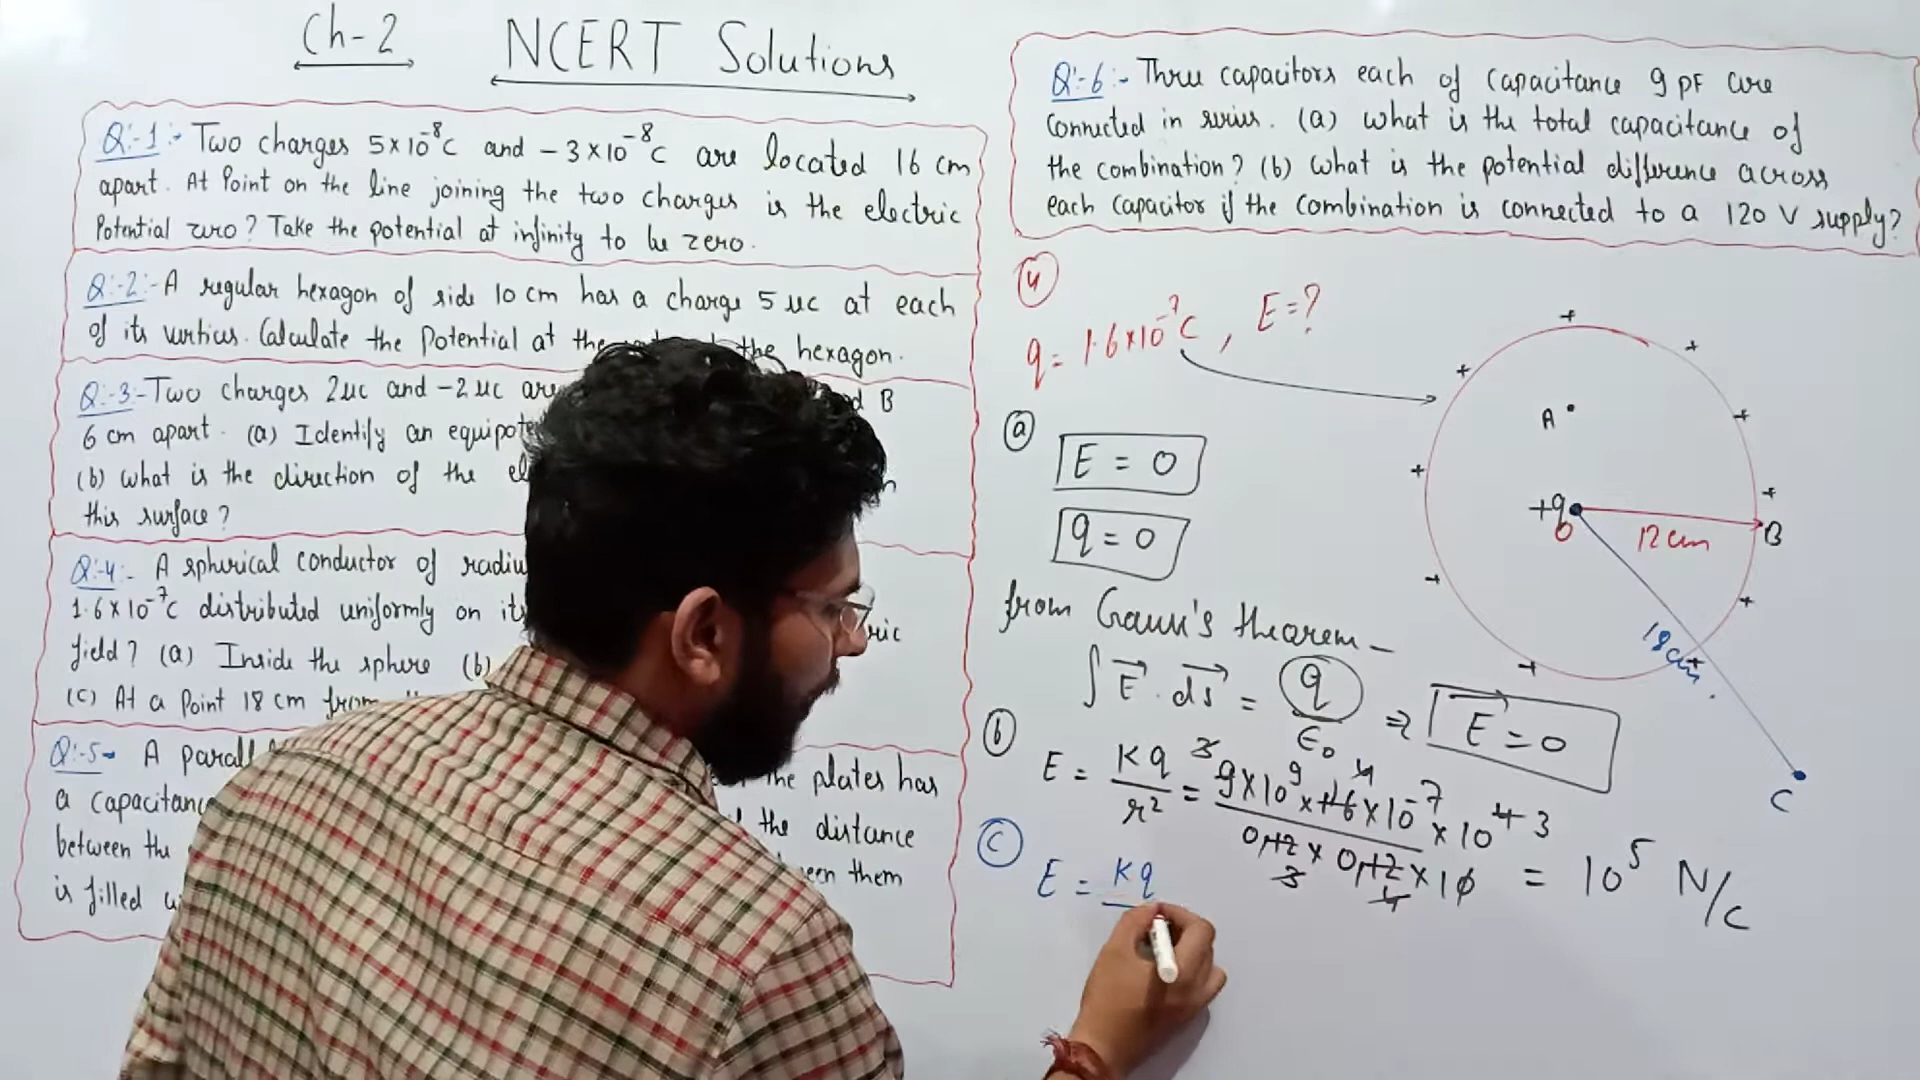 Ch-2 NCERT Solutions
Q:-1:- Two charges 5×10⁻⁸C and -3×10⁻⁸C are located 16 cm
apart. At Point on the line joining the two charges is the electric
Potential zero? Take the potential at infinity to be zero.
Q:-2:- A regular hexagon of side 10 cm has a charge 5 μc at each
of its vertices. Calculate the Potential at the the hexagon.
Q:-3:- Two charges 2μc and -2μc are B
6 cm apart. (a) Identify an
(b) what is the direction of the
this surface?
Q:-4:- A spherical conductor of
1.6×10⁻⁷c distributed uniformly on
field? (a) Inside the sphere (b)
(c) At a Point 18 cm from
Q:-5- A the plates has
a the distance
between the them
is filled
Q:-6:- Three capacitors each of capacitance 9 pF are
connected in series. (a) what is the total capacitance of
the combination? (b) what is the potential difference across
each capacitor if the combination is connected to a 120 V supply?
4
q = 1.6×10⁻⁷C, E=?
(a) E = 0
q = 0
from Gauss's theorem -
∫E⃗.ds⃗ = q/ε₀ ⇒ E⃗ = 0
(b) E = Kq/r² = 9×10⁹×16×10⁻⁷×10⁴ 3/0.12×0.12×10 = 10⁵ N/C
(c) E = Kq
A
+q
O
12cm
B
18cm.
C